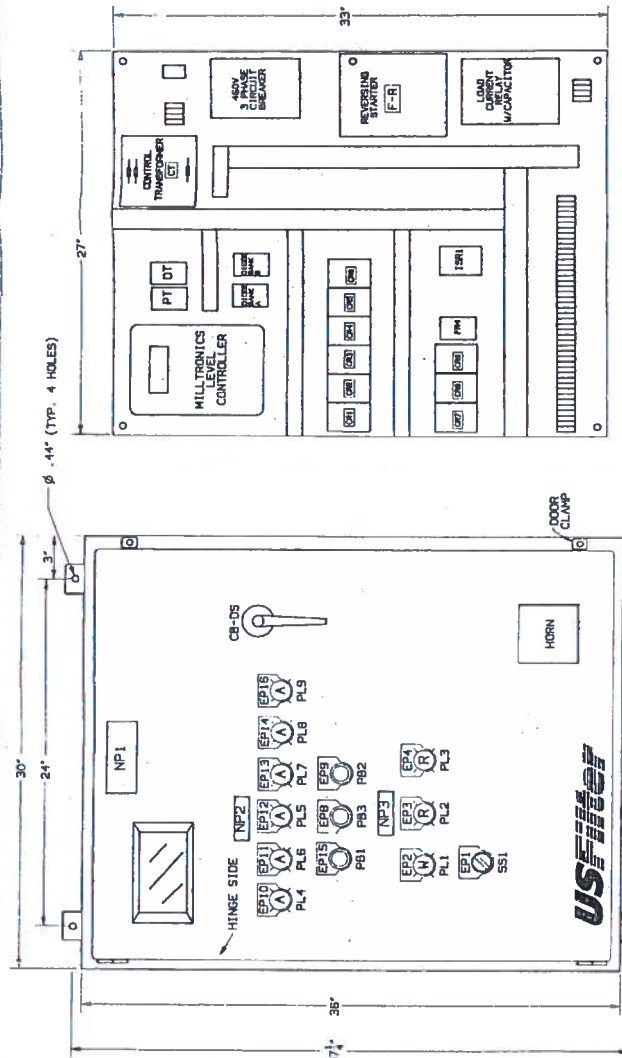 30"
24"
3"
Ø .44" (TYP. 4 HOLES)
36"
NP1
HINGE SIDE
NP2
EP10
EP11
EP12
EP13
EP14
EP16
A
A
A
A
A
A
PL4
PL6
PL5
PL7
PL8
PL9
EP15
EP8
EP9
PB1
PB3
PB2
NP3
EP2
EP3
EP4
W
R
R
PL1
PL2
PL3
EP1
SS1
CB-DS
HORN
DOOR
CLAMP
USFilter
27"
33"
MILLTRONICS
LEVEL
CONTROLLER
PT
DT
CONTROL
TRANSFORMER
CT
460V
3 PHASE
CIRCUIT
BREAKER
REVERSING
STARTER
F-R
LOAD
CURRENT
RELAY
W/CAPACITOR
CR1
CR2
CR3
CR4
CR5
CR6
CR7
CR8
CR9
ISR1